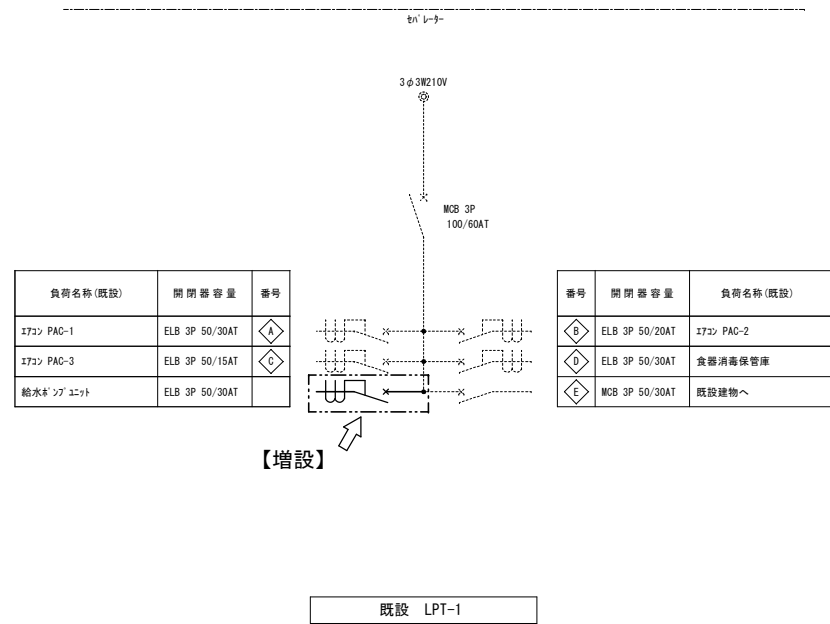 ｾﾊﾟﾚｰﾀｰ
3φ3W210V
MCB 3P
100/60AT
負荷名称(既設) 開閉器容量 番号
ｴｱｺﾝ PAC-1 ELB 3P 50/30AT A
ｴｱｺﾝ PAC-3 ELB 3P 50/15AT C
給水ﾎﾟﾝﾌﾟﾕﾆｯﾄ ELB 3P 50/30AT
番号 開閉器容量 負荷名称(既設)
B ELB 3P 50/20AT ｴｱｺﾝ PAC-2
D ELB 3P 50/30AT 食器消毒保管庫
E MCB 3P 50/30AT 既設建物へ
【増設】
既設 LPT-1